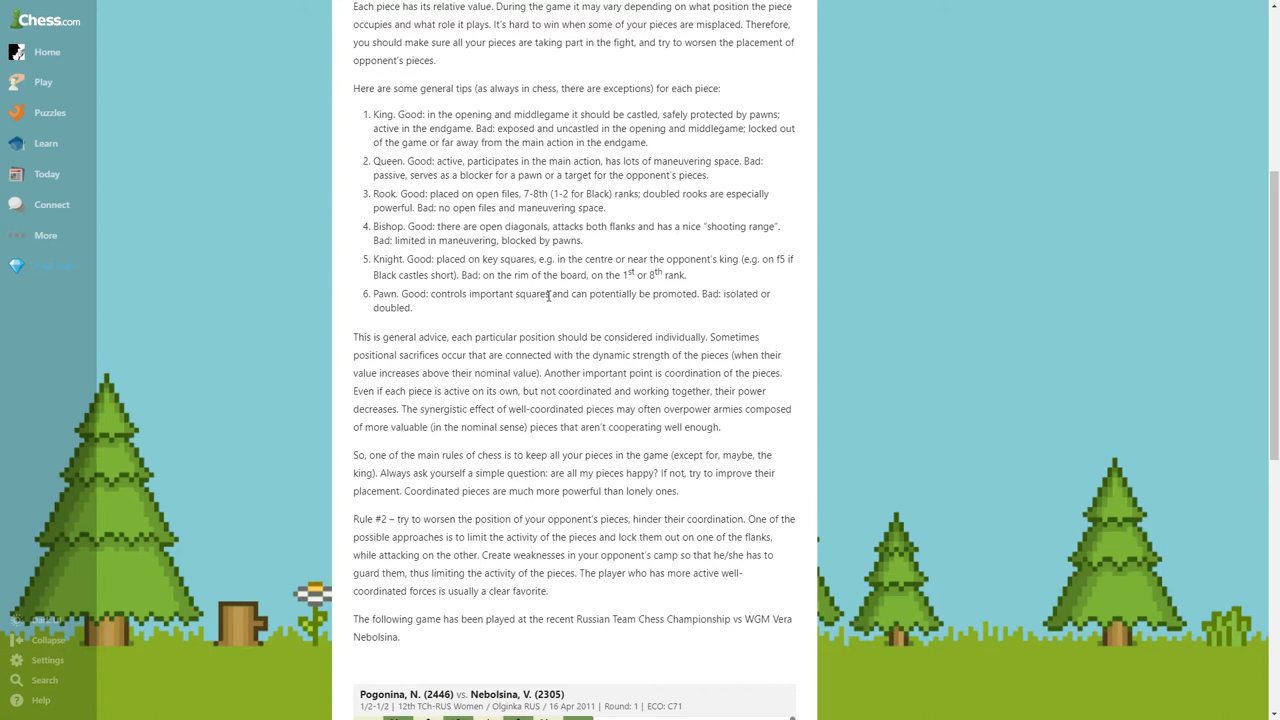 Chess.com
Home
Play
Puzzles
Learn
Today
Connect
More
Collapse
Settings
Search
Help
Each piece has its relative value. During the game it may vary depending on what position the piece
occupies and what role it plays. It's hard to win when some of your pieces are misplaced. Therefore,
you should make sure all your pieces are taking part in the fight, and try to worsen the placement of
opponent's pieces.
Here are some general tips (as always in chess, there are exceptions) for each piece:
1. King. Good: in the opening and middlegame it should be castled, safely protected by pawns;
active in the endgame. Bad: exposed and uncastled in the opening and middlegame; locked out
of the game or far away from the main action in the endgame.
2. Queen. Good: active, participates in the main action, has lots of maneuvering space. Bad:
passive, serves as a blocker for a pawn or a target for the opponent's pieces.
3. Rook. Good: placed on open files, 7-8th (1-2 for Black) ranks; doubled rooks are especially
powerful. Bad: no open files and maneuvering space.
4. Bishop. Good: there are open diagonals, attacks both flanks and has a nice "shooting range".
Bad: limited in maneuvering, blocked by pawns.
5. Knight. Good: placed on key squares, e.g. in the centre or near the opponent's king (e.g. on f5 if
Black castles short). Bad: on the rim of the board, on the 1st or 8th rank.
6. Pawn. Good: controls important squares and can potentially be promoted. Bad: isolated or
doubled.
This is general advice, each particular position should be considered individually. Sometimes
positional sacrifices occur that are connected with the dynamic strength of the pieces (when their
value increases above their nominal value). Another important point is coordination of the pieces.
Even if each piece is active on its own, but not coordinated and working together, their power
decreases. The synergistic effect of well-coordinated pieces may often overpower armies composed
of more valuable (in the nominal sense) pieces that aren't cooperating well enough.
So, one of the main rules of chess is to keep all your pieces in the game (except for, maybe, the
king). Always ask yourself a simple question: are all my pieces happy? If not, try to improve their
placement. Coordinated pieces are much more powerful than lonely ones.
Rule #2 – try to worsen the position of your opponent's pieces, hinder their coordination. One of the
possible approaches is to limit the activity of the pieces and lock them out on one of the flanks,
while attacking on the other. Create weaknesses in your opponent's camp so that he/she has to
guard them, thus limiting the activity of the pieces. The player who has more active well-
coordinated forces is usually a clear favorite.
The following game has been played at the recent Russian Team Chess Championship vs WGM Vera
Nebolsina.
Pogonina, N. (2446) vs. Nebolsina, V. (2305)
1/2-1/2 | 12th TCh-RUS Women / Olginka RUS / 16 Apr 2011 | Round: 1 | ECO: C71